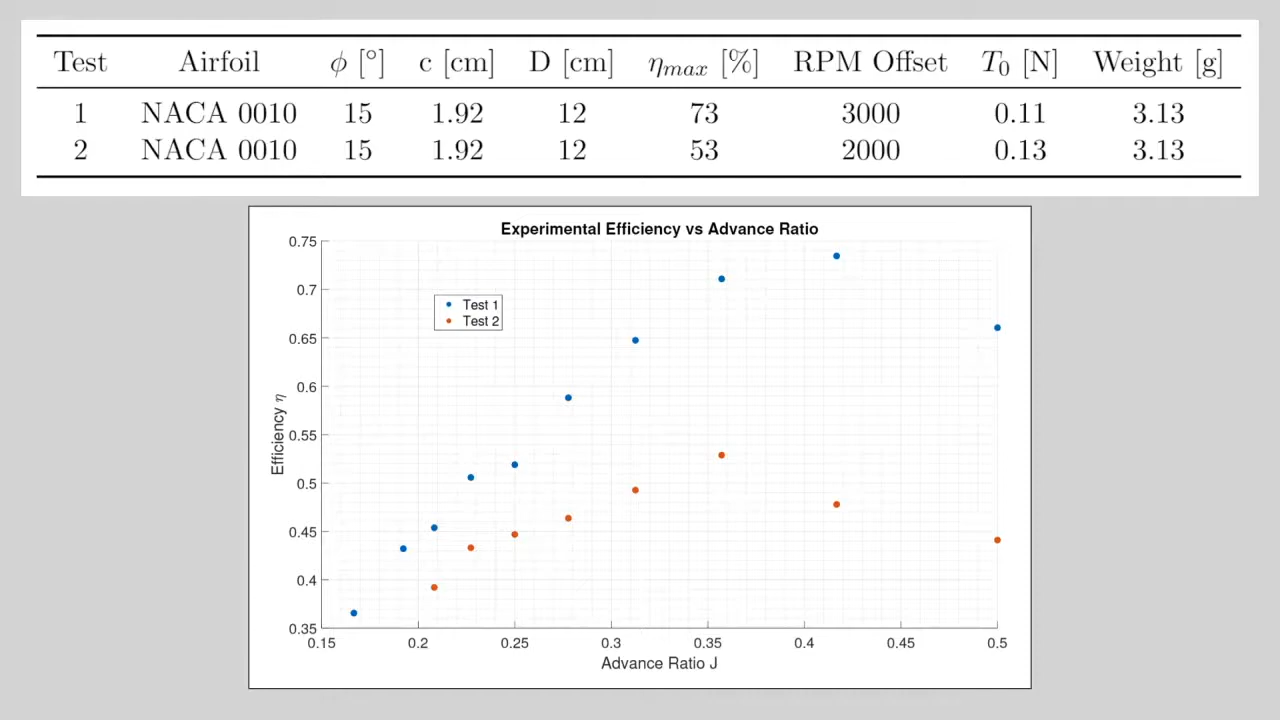 Test Airfoil ϕ [°] c [cm] D [cm] η_max [%] RPM Offset T_0 [N] Weight [g]
1 NACA 0010 15 1.92 12 73 3000 0.11 3.13
2 NACA 0010 15 1.92 12 53 2000 0.13 3.13
Experimental Efficiency vs Advance Ratio
0.75
0.7
0.65
0.6
0.55
0.5
0.45
0.4
0.35
Efficiency η
Test 1
Test 2
0.15 0.2 0.25 0.3 0.35 0.4 0.45 0.5
Advance Ratio J